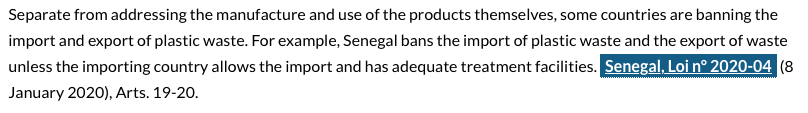 Separate from addressing the manufacture and use of the products themselves, some countries are banning the
import and export of plastic waste. For example, Senegal bans the import of plastic waste and the export of waste
unless the importing country allows the import and has adequate treatment facilities. Senegal, Loi n° 2020-04 (8
January 2020), Arts. 19-20.